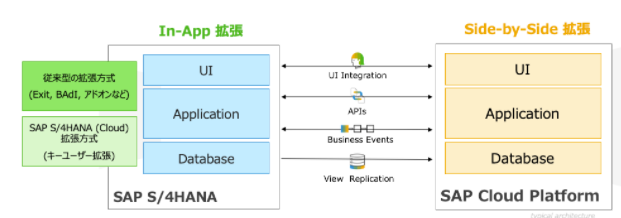 In-App 拡張
Side-by-Side 拡張
従来型の拡張方式
(Exit, BAdI, アドオンなど)
SAP S/4HANA (Cloud)
拡張方式
(キーユーザー拡張)
UI
Application
Database
SAP S/4HANA
UI Integration
APIs
Business Events
View Replication
UI
Application
Database
SAP Cloud Platform
typical architecture